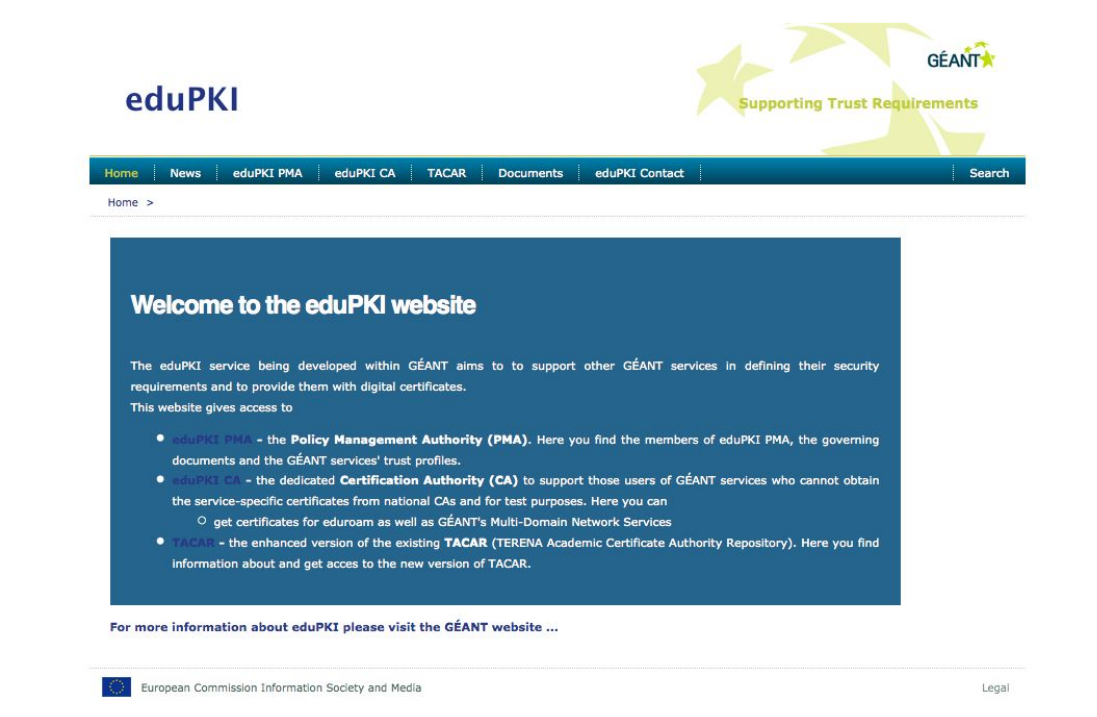 GÉANT
eduPKI
Supporting Trust Requirements
Home News eduPKI PMA eduPKI CA TACAR Documents eduPKI Contact Search
Home >
Welcome to the eduPKI website
The eduPKI service being developed within GÉANT aims to to support other GÉANT services in defining their security
requirements and to provide them with digital certificates.
This website gives access to
eduPKI PMA - the Policy Management Authority (PMA). Here you find the members of eduPKI PMA, the governing
documents and the GÉANT services' trust profiles.
eduPKI CA - the dedicated Certification Authority (CA) to support those users of GÉANT services who cannot obtain
the service-specific certificates from national CAs and for test purposes. Here you can
get certificates for eduroam as well as GÉANT's Multi-Domain Network Services
TACAR - the enhanced version of the existing TACAR (TERENA Academic Certificate Authority Repository). Here you find
information about and get acces to the new version of TACAR.
For more information about eduPKI please visit the GÉANT website ...
European Commission Information Society and Media Legal